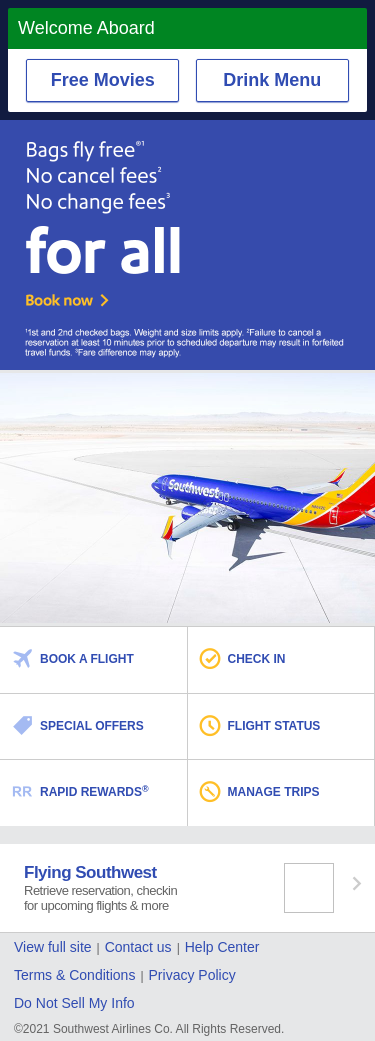 Welcome Aboard
Free Movies
Drink Menu
Bags fly free®¹
No cancel fees²
No change fees³
for all
Book now
¹1st and 2nd checked bags. Weight and size limits apply. ²Failure to cancel a
reservation at least 10 minutes prior to scheduled departure may result in forfeited
travel funds. ³Fare difference may apply.
Southwest
BOOK A FLIGHT
CHECK IN
SPECIAL OFFERS
FLIGHT STATUS
RR RAPID REWARDS®
MANAGE TRIPS
Flying Southwest
Retrieve reservation, checkin
for upcoming flights & more
View full site | Contact us | Help Center
Terms & Conditions | Privacy Policy
Do Not Sell My Info
©2021 Southwest Airlines Co. All Rights Reserved.